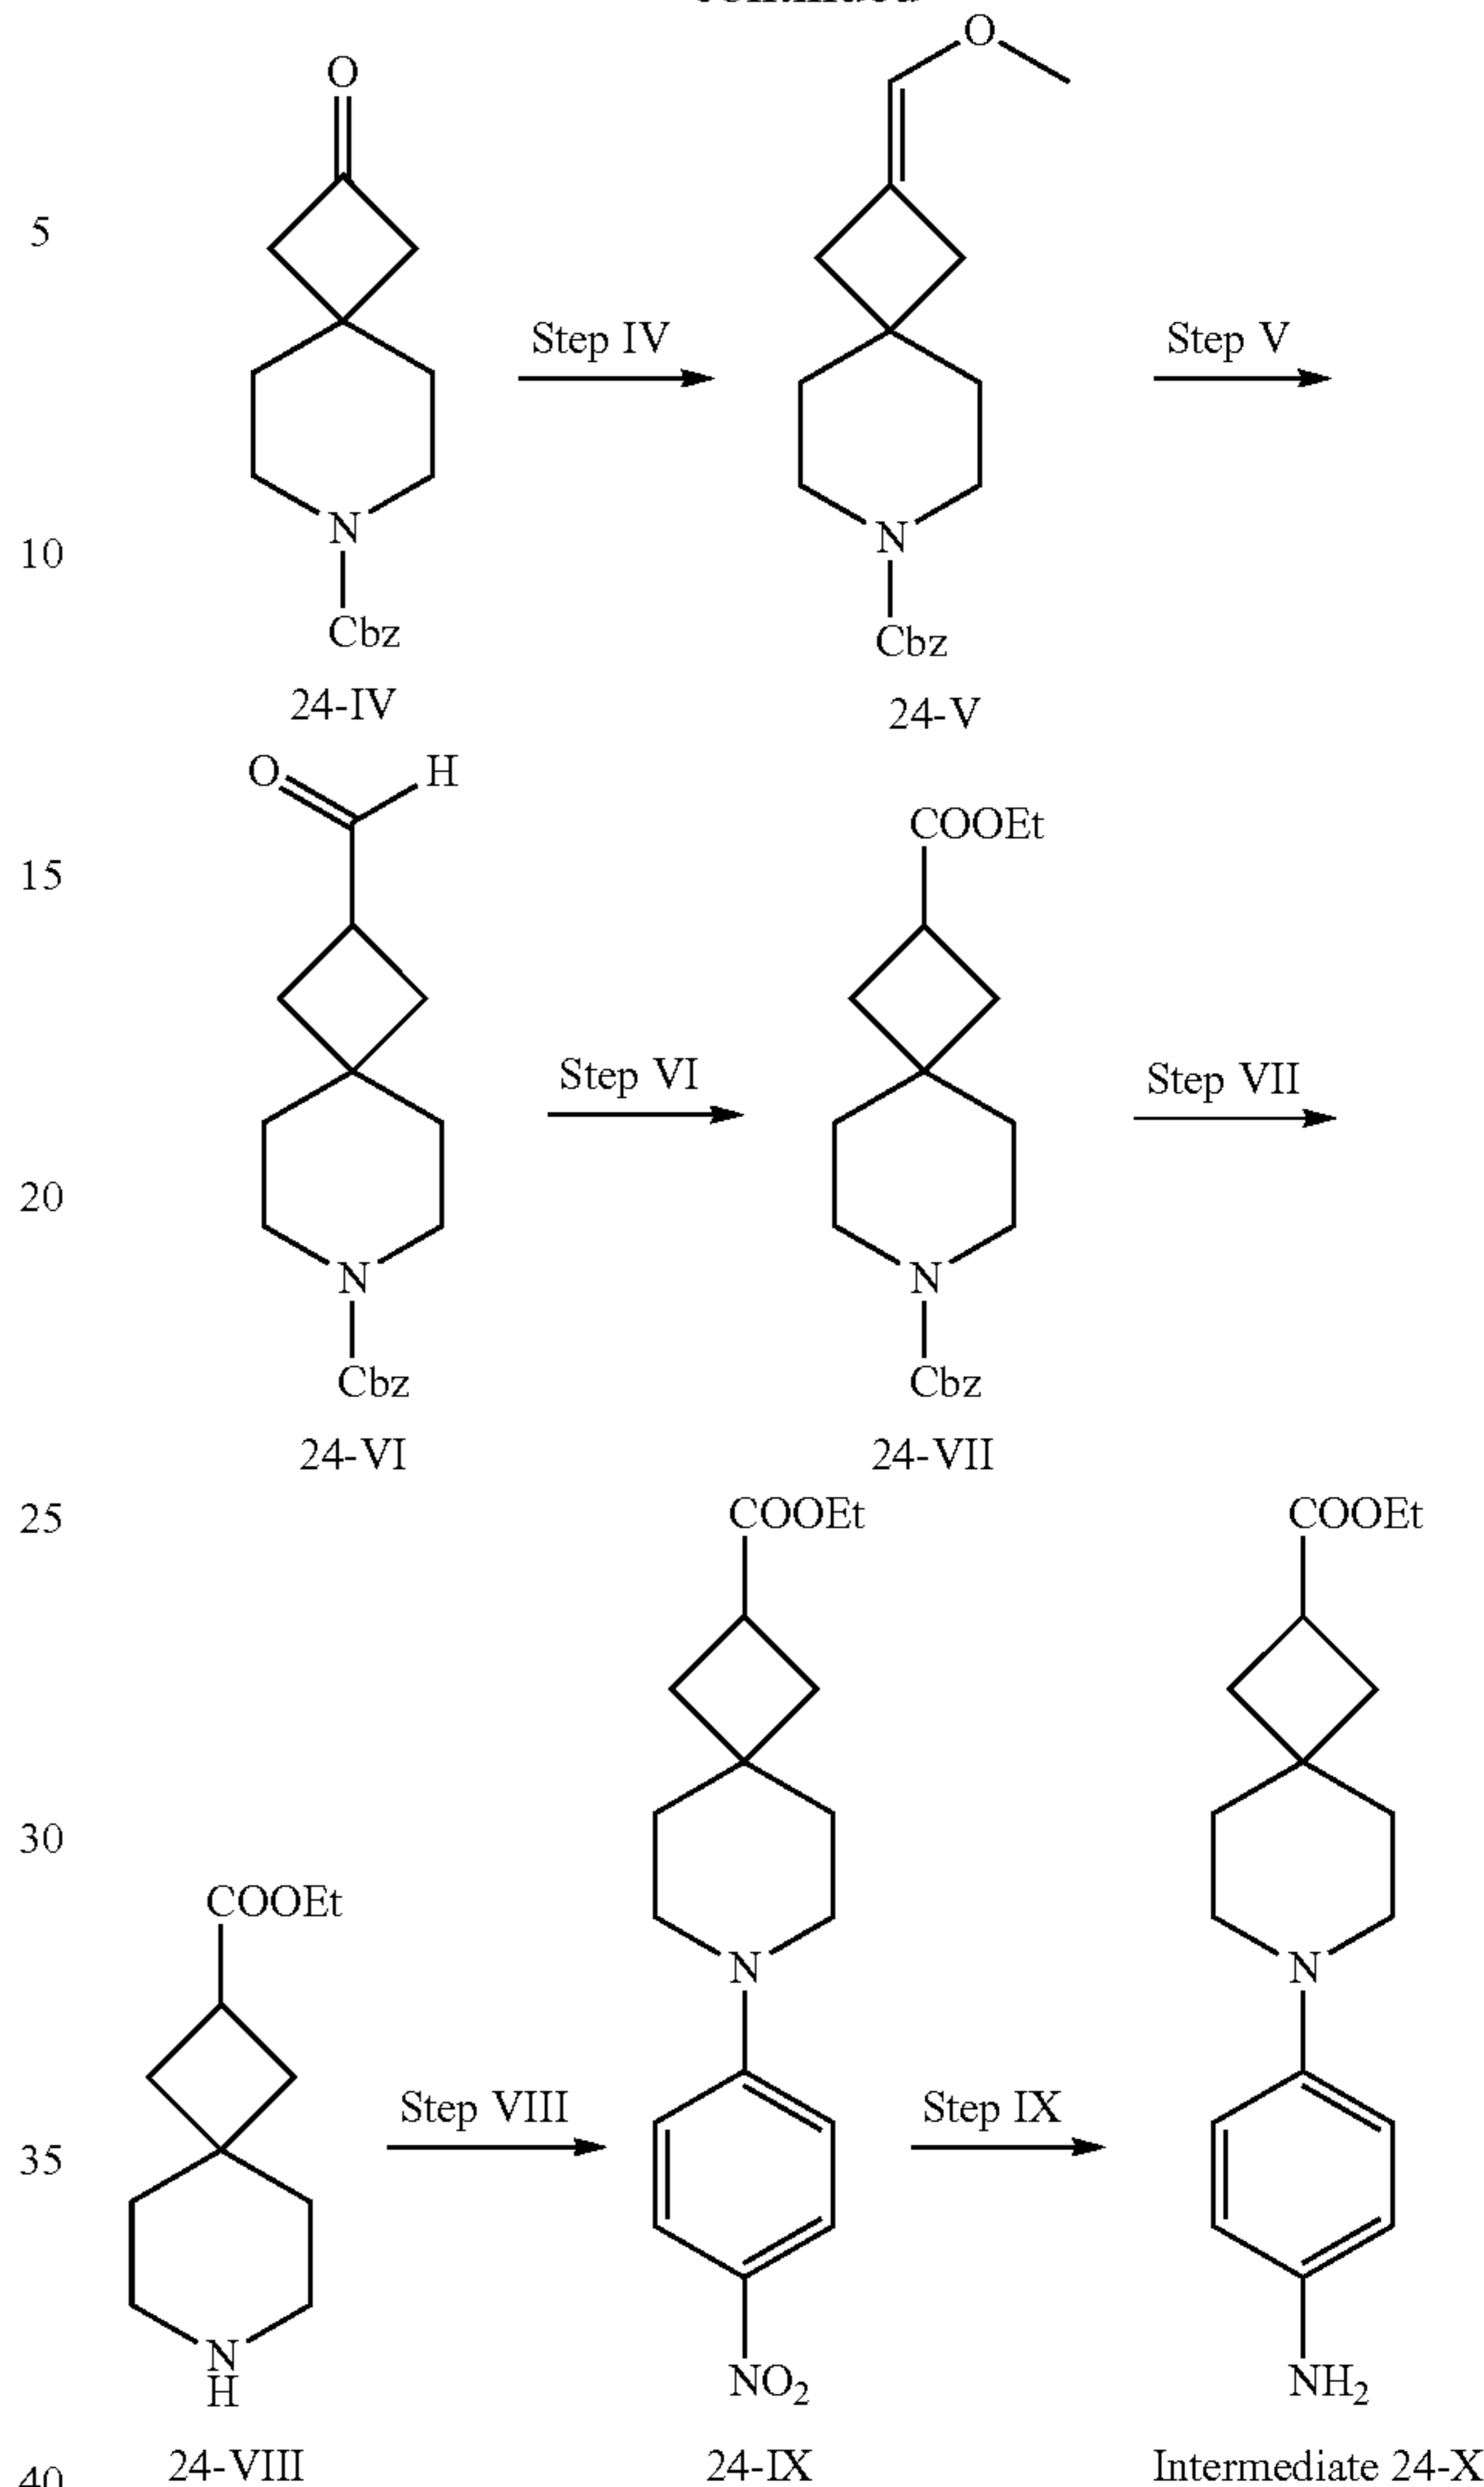 O
O
5
Step IV
Step V
N
N
10
Cbz
Cbz
24-IV
24-V
O
H
COOEt
15
Step VI
Step VII
20
N
N
Cbz
Cbz
24-VI
24-VII
25
COOEt
COOEt
30
COOEt
N
N
Step VIII
Step IX
35
N
H
NO2
NH2
24-VIII
24-IX
Intermediate 24-X
40